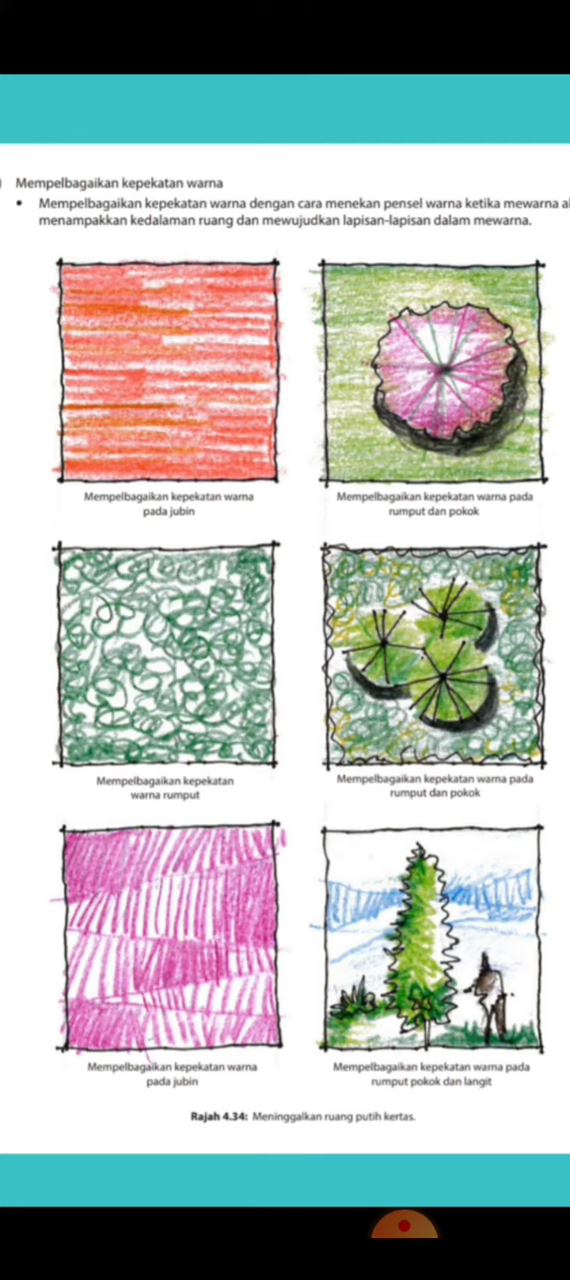 Mempelbagaikan kepekatan warna
• Mempelbagaikan kepekatan warna dengan cara menekan pensel warna ketika mewarna
menampakkan kedalaman ruang dan mewujudkan lapisan-lapisan dalam mewarna.
Mempelbagaikan kepekatan warna
pada jubin
Mempelbagaikan kepekatan warna pada
rumput dan pokok
Mempelbagaikan kepekatan
warna rumput
Mempelbagaikan kepekatan warna pada
rumput dan pokok
Mempelbagaikan kepekatan warna
pada jubin
Mempelbagaikan kepekatan warna pada
rumput pokok dan langit
Rajah 4.34: Meninggalkan ruang putih kertas.